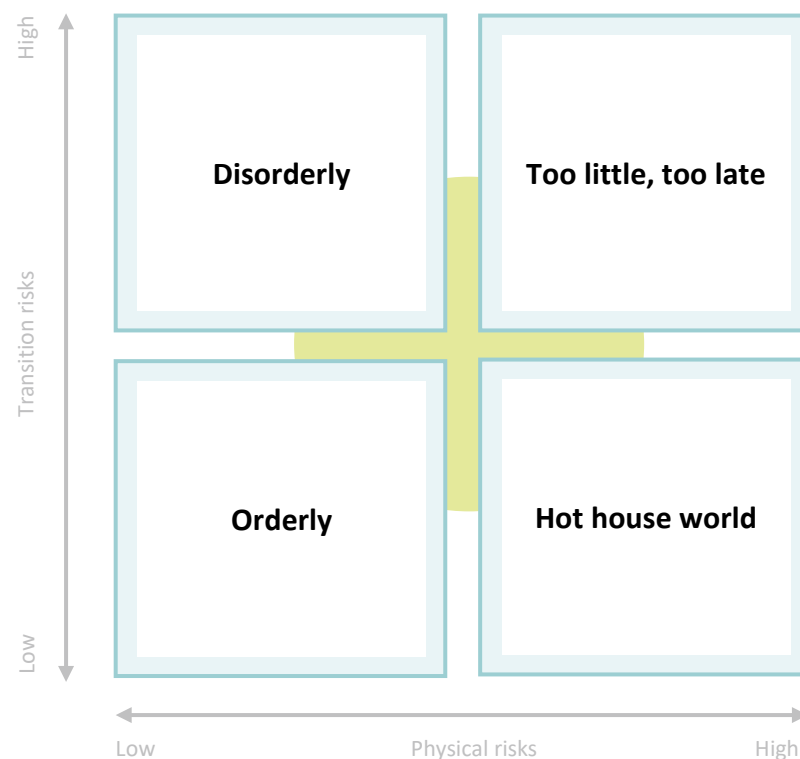 High
Disorderly
Too little, too late
Transition risks
Orderly
Hot house world
Low
Low
Physical risks
High